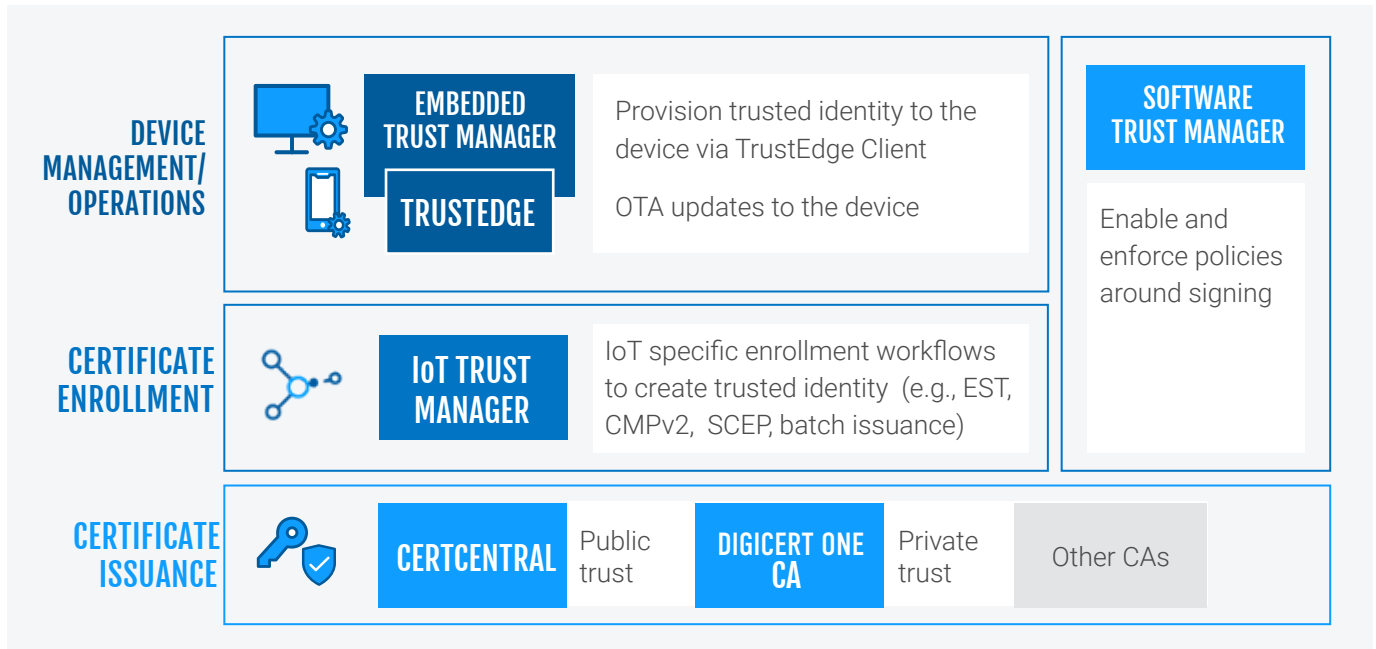 DEVICE
MANAGEMENT/
OPERATIONS
EMBEDDED
TRUST MANAGER
TRUSTEDGE
Provision trusted identity to the
device via TrustEdge Client
OTA updates to the device
SOFTWARE
TRUST MANAGER
Enable and
enforce policies
around signing
CERTIFICATE
ENROLLMENT
IoT TRUST
MANAGER
IoT specific enrollment workflows
to create trusted identity (e.g., EST,
CMPv2, SCEP, batch issuance)
CERTIFICATE
ISSUANCE
CERTCENTRAL
Public
trust
DIGICERT ONE
CA
Private
trust
Other CAs